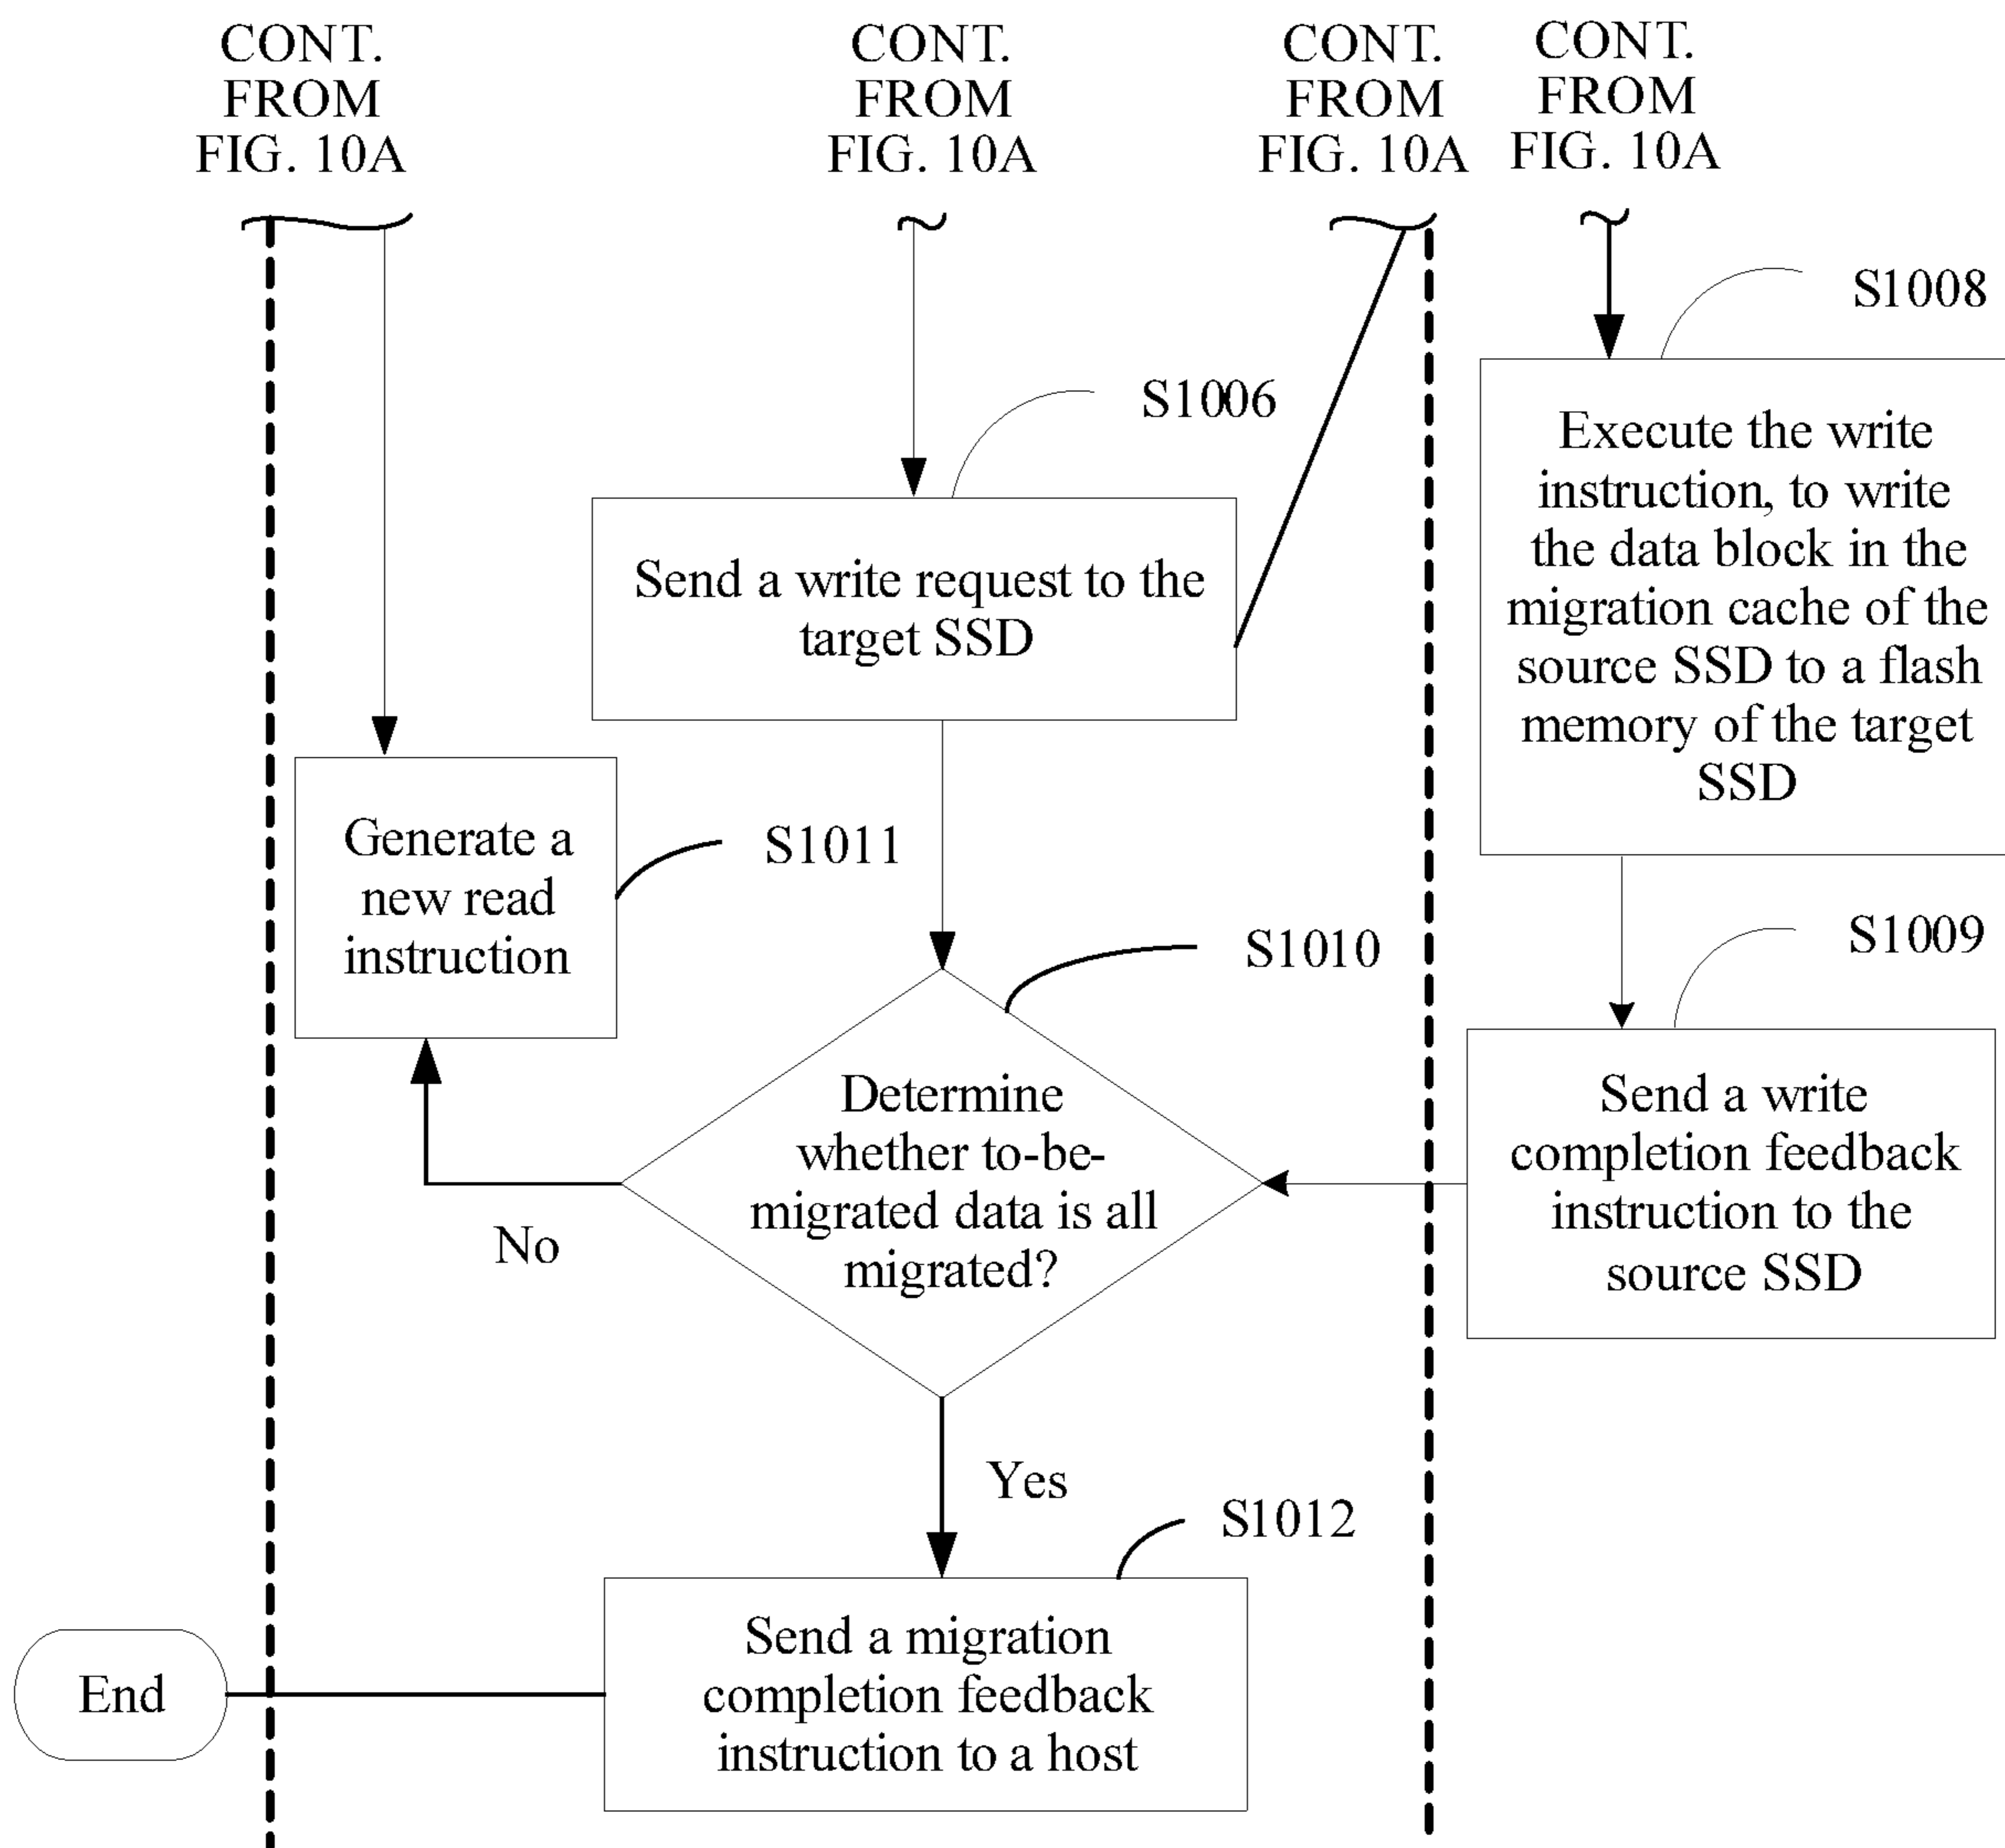 CONT.
FROM
FIG. 10A
CONT.
FROM
FIG. 10A
CONT.
FROM
FIG. 10A
CONT.
FROM
FIG. 10A
S1008
Execute the write
instruction, to write
the data block in the
migration cache of the
source SSD to a flash
memory of the target
SSD
S1006
Send a write request to the
target SSD
Generate a
new read
instruction
S1011
S1010
S1009
Determine
whether to-be-
migrated data is all
migrated?
Send a write
completion feedback
instruction to the
source SSD
No
Yes
S1012
Send a migration
completion feedback
instruction to a host
End